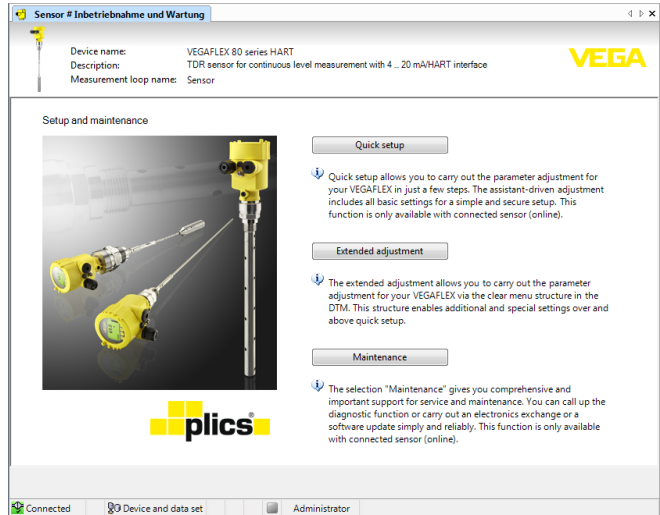 Sensor # Inbetriebnahme und Wartung
Device name: VEGAFLEX 80 series HART
Description: TDR sensor for continuous level measurement with 4 ... 20 mA/HART interface
Measurement loop name: Sensor
VEGA
Setup and maintenance
Quick setup
Quick setup allows you to carry out the parameter adjustment for
your VEGAFLEX in just a few steps. The assistant-driven adjustment
includes all basic settings for a simple and secure setup. This
function is only available with connected sensor (online).
Extended adjustment
The extended adjustment allows you to carry out the parameter
adjustment for your VEGAFLEX via the clear menu structure in the
DTM. This structure enables additional and special settings over and
above quick setup.
Maintenance
The selection "Maintenance" gives you comprehensive and
important support for service and maintenance. You can call up the
diagnostic function or carry out an electronics exchange or a
software update simply and reliably. This function is only available
with connected sensor (online).
plics®
Connected Device and data set Administrator